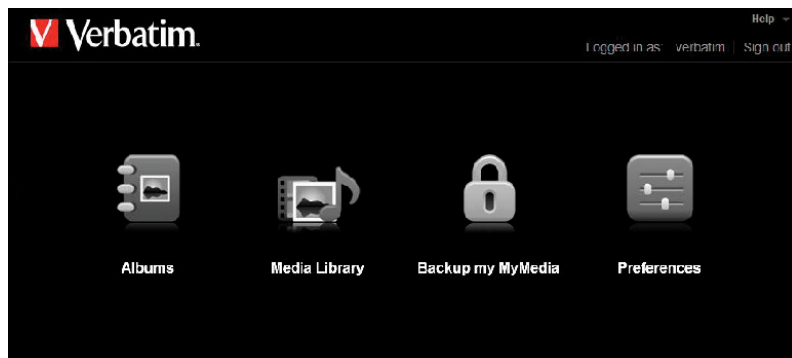 Verbatim.
Help
Logged in as: verbatim | Sign out
Albums
Media Library
Backup my MyMedia
Preferences